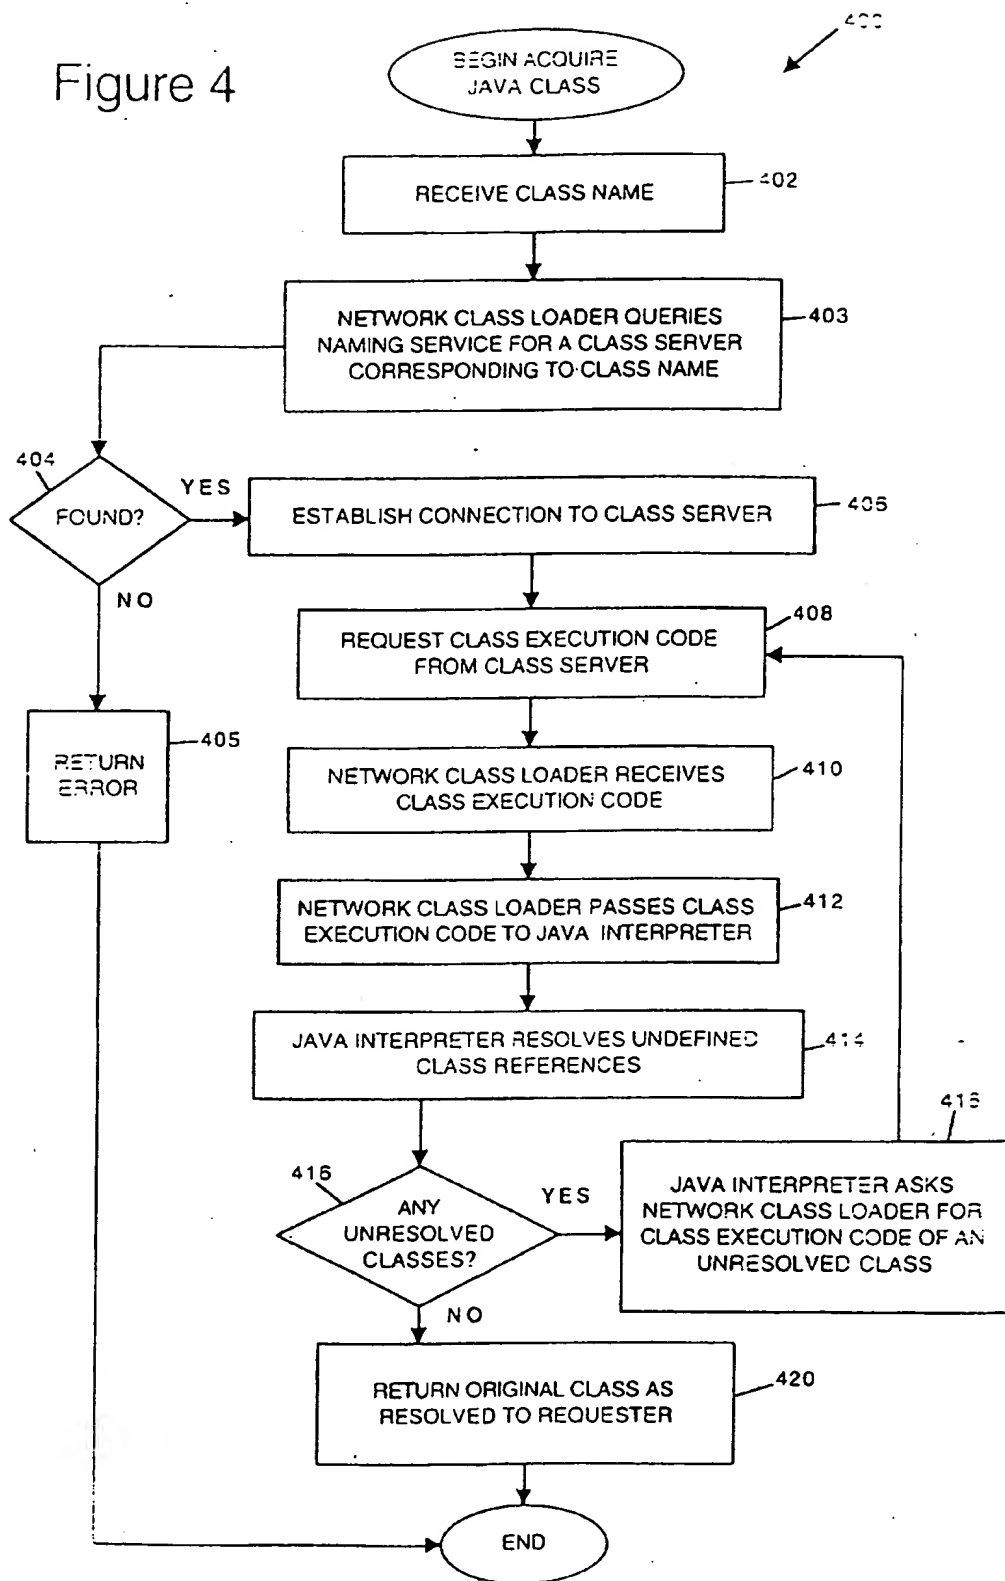 Figure 4
400
BEGIN ACQUIRE
JAVA CLASS
RECEIVE CLASS NAME
402
NETWORK CLASS LOADER QUERIES
NAMING SERVICE FOR A CLASS SERVER
CORRESPONDING TO CLASS NAME
403
404
FOUND?
YES
NO
ESTABLISH CONNECTION TO CLASS SERVER
406
REQUEST CLASS EXECUTION CODE
FROM CLASS SERVER
408
RETURN
ERROR
405
NETWORK CLASS LOADER RECEIVES
CLASS EXECUTION CODE
410
NETWORK CLASS LOADER PASSES CLASS
EXECUTION CODE TO JAVA INTERPRETER
412
JAVA INTERPRETER RESOLVES UNDEFINED
CLASS REFERENCES
414
416
ANY
UNRESOLVED
CLASSES?
YES
NO
JAVA INTERPRETER ASKS
NETWORK CLASS LOADER FOR
CLASS EXECUTION CODE OF AN
UNRESOLVED CLASS
RETURN ORIGINAL CLASS AS
RESOLVED TO REQUESTER
420
END